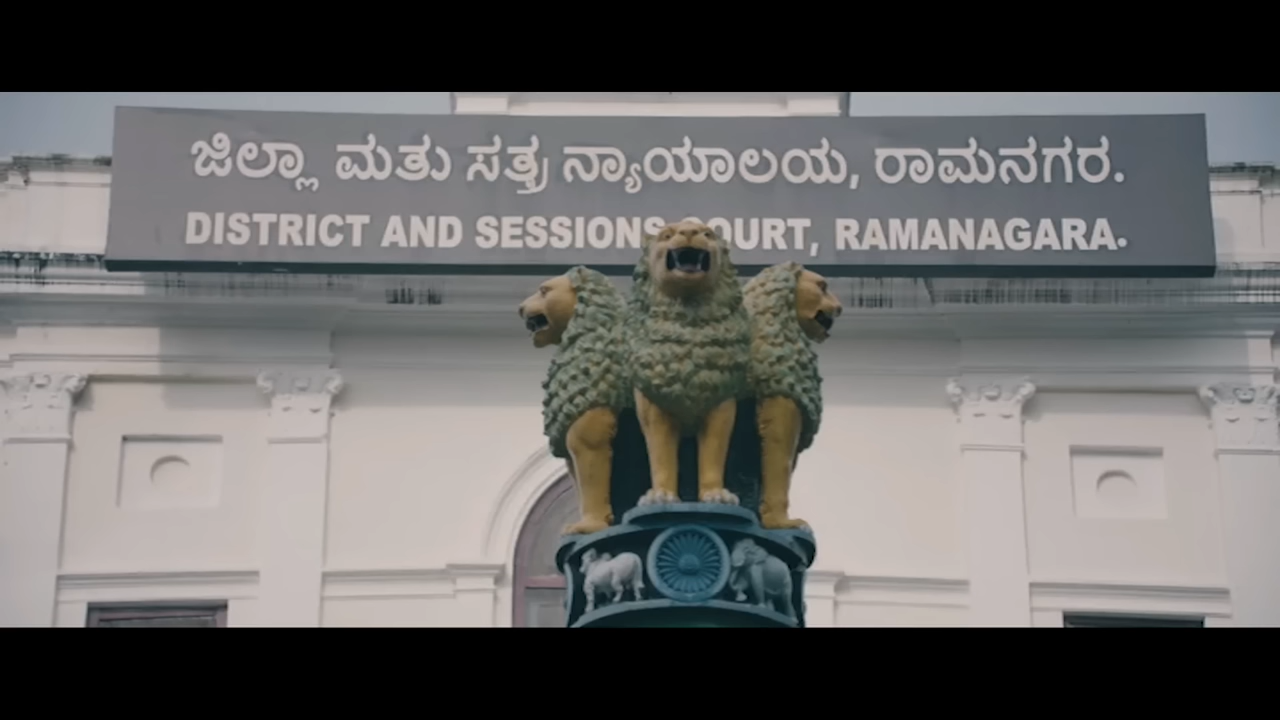 ಜಿಲ್ಲಾ ಮತು ಸತ್ತ್ರ ನ್ಯಾಯಾಲಯ, ರಾಮನಗರ.
DISTRICT AND SESSIONS COURT, RAMANAGARA.